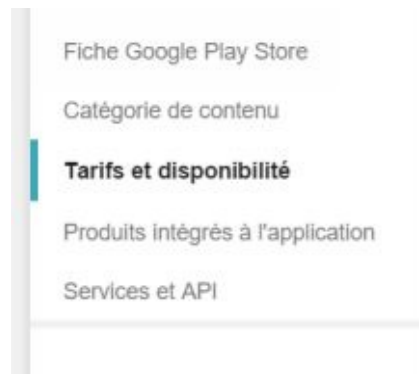 Fiche Google Play Store
Catégorie de contenu
Tarifs et disponibilité
Produits intégrés à l'application
Services et API